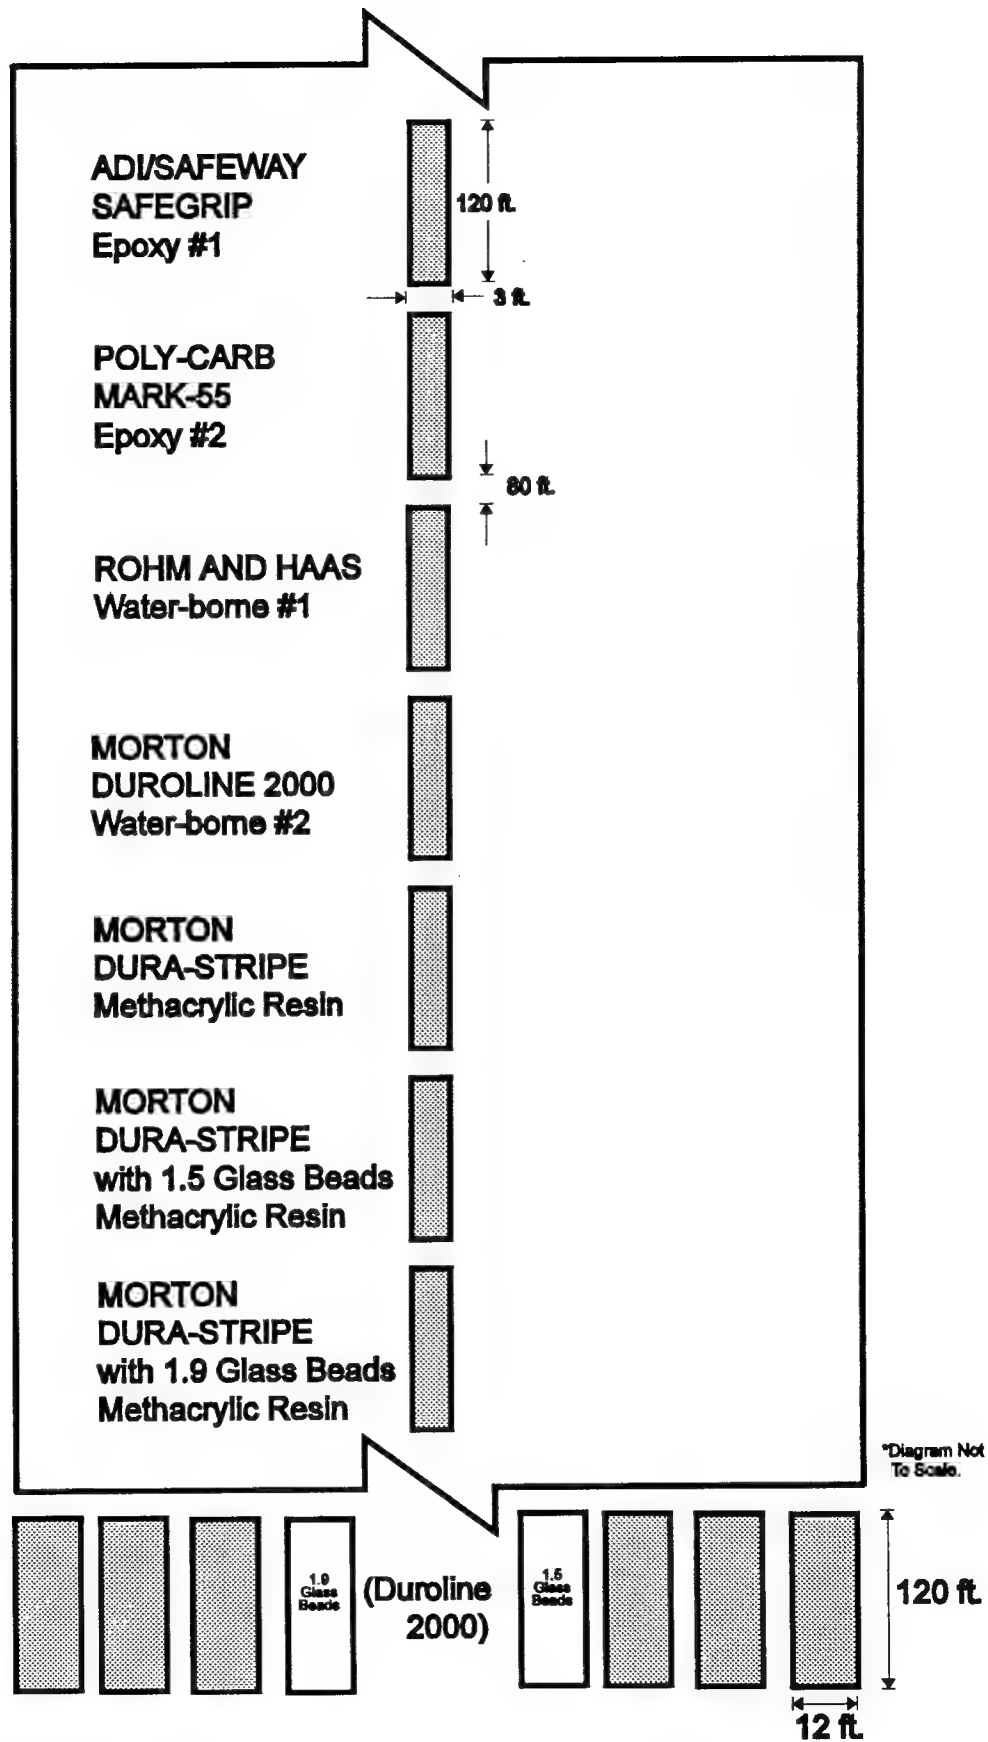 ADI/SAFEWAY
SAFEGRIP
Epoxy #1
120 ft.
3 ft.
POLY-CARB
MARK-55
Epoxy #2
80 ft.
ROHM AND HAAS
Water-borne #1
MORTON
DUROLINE 2000
Water-borne #2
MORTON
DURA-STRIPE
Methacrylic Resin
MORTON
DURA-STRIPE
with 1.5 Glass Beads
Methacrylic Resin
MORTON
DURA-STRIPE
with 1.9 Glass Beads
Methacrylic Resin
*Diagram Not
To Scale.
1.9
Glass
Beads
(Duroline
2000)
1.5
Glass
Beads
120 ft.
12 ft.